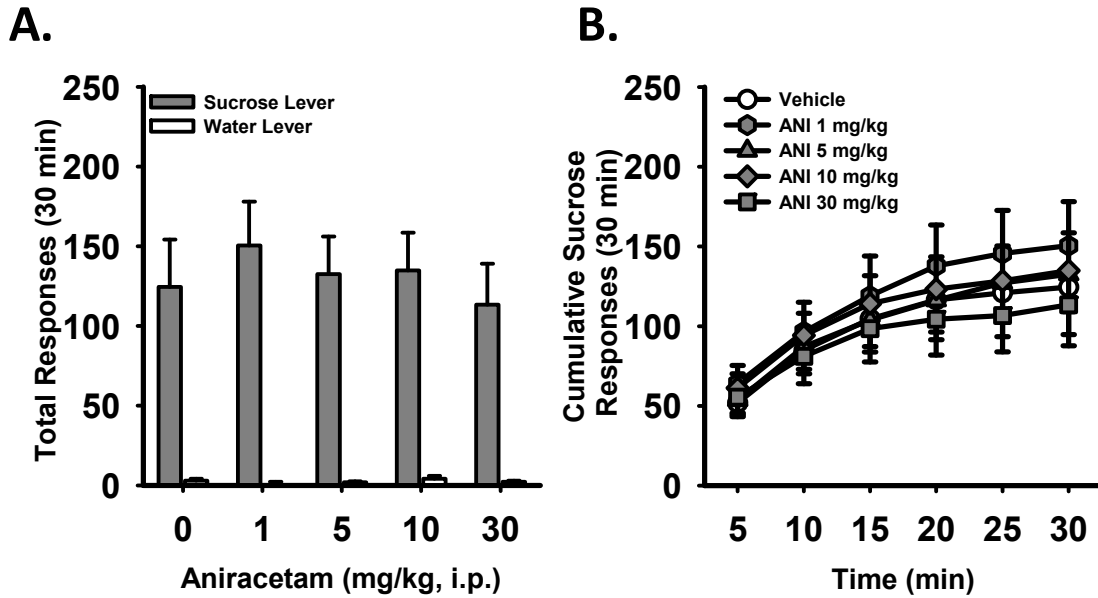 A.
250
200
150
100
50
0
Total Responses (30 min)
Sucrose Lever
Water Lever
0 1 5 10 30
Aniracetam (mg/kg, i.p.)
B.
250
200
150
100
50
0
Cumulative Sucrose
Responses (30 min)
Vehicle
ANI 1 mg/kg
ANI 5 mg/kg
ANI 10 mg/kg
ANI 30 mg/kg
5 10 15 20 25 30
Time (min)